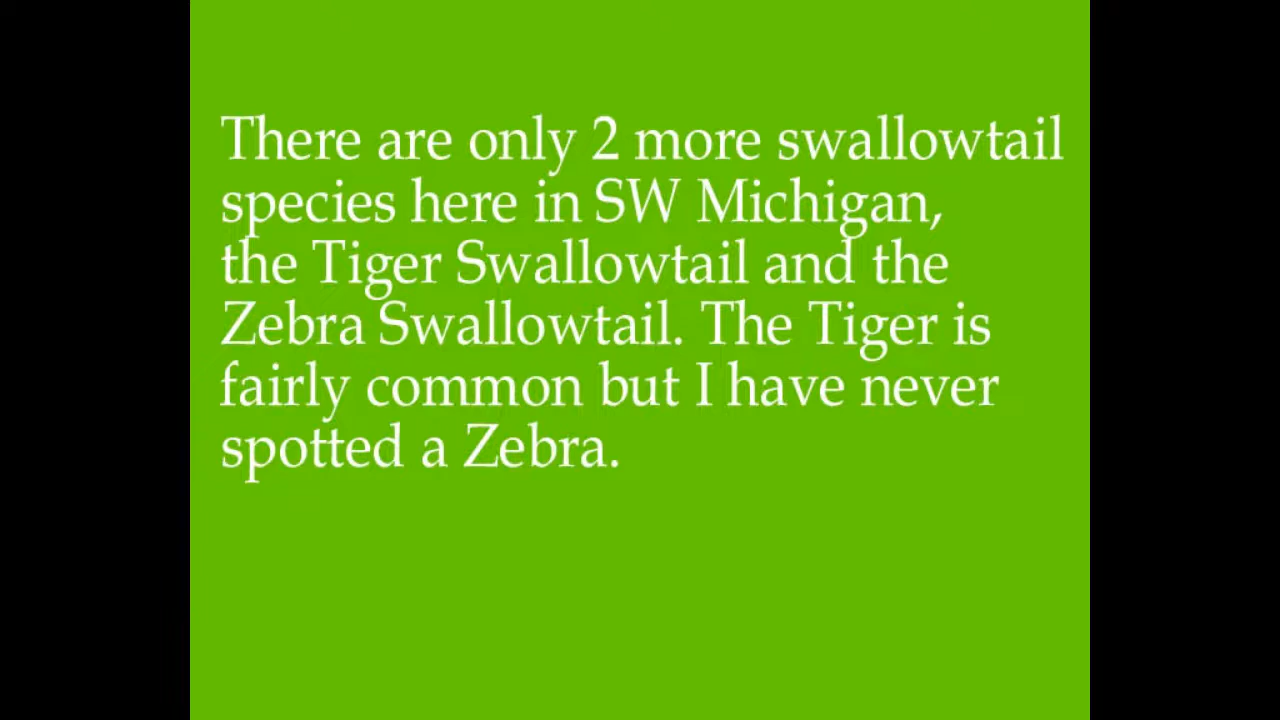 There are only 2 more swallowtail
species here in SW Michigan,
the Tiger Swallowtail and the
Zebra Swallowtail. The Tiger is
fairly common but I have never
spotted a Zebra.